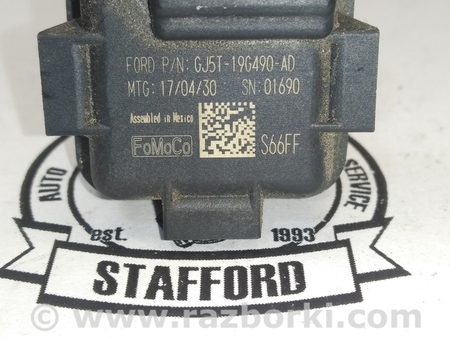 FORD P/N: GJ5T-19G490-AD
MTG: 17/04/30 SN: 01690
Assembled in Mexico
FoMoCo S66FF
AUTO SERVICE
est. 1993
STAFFORD
© www.razborki.com